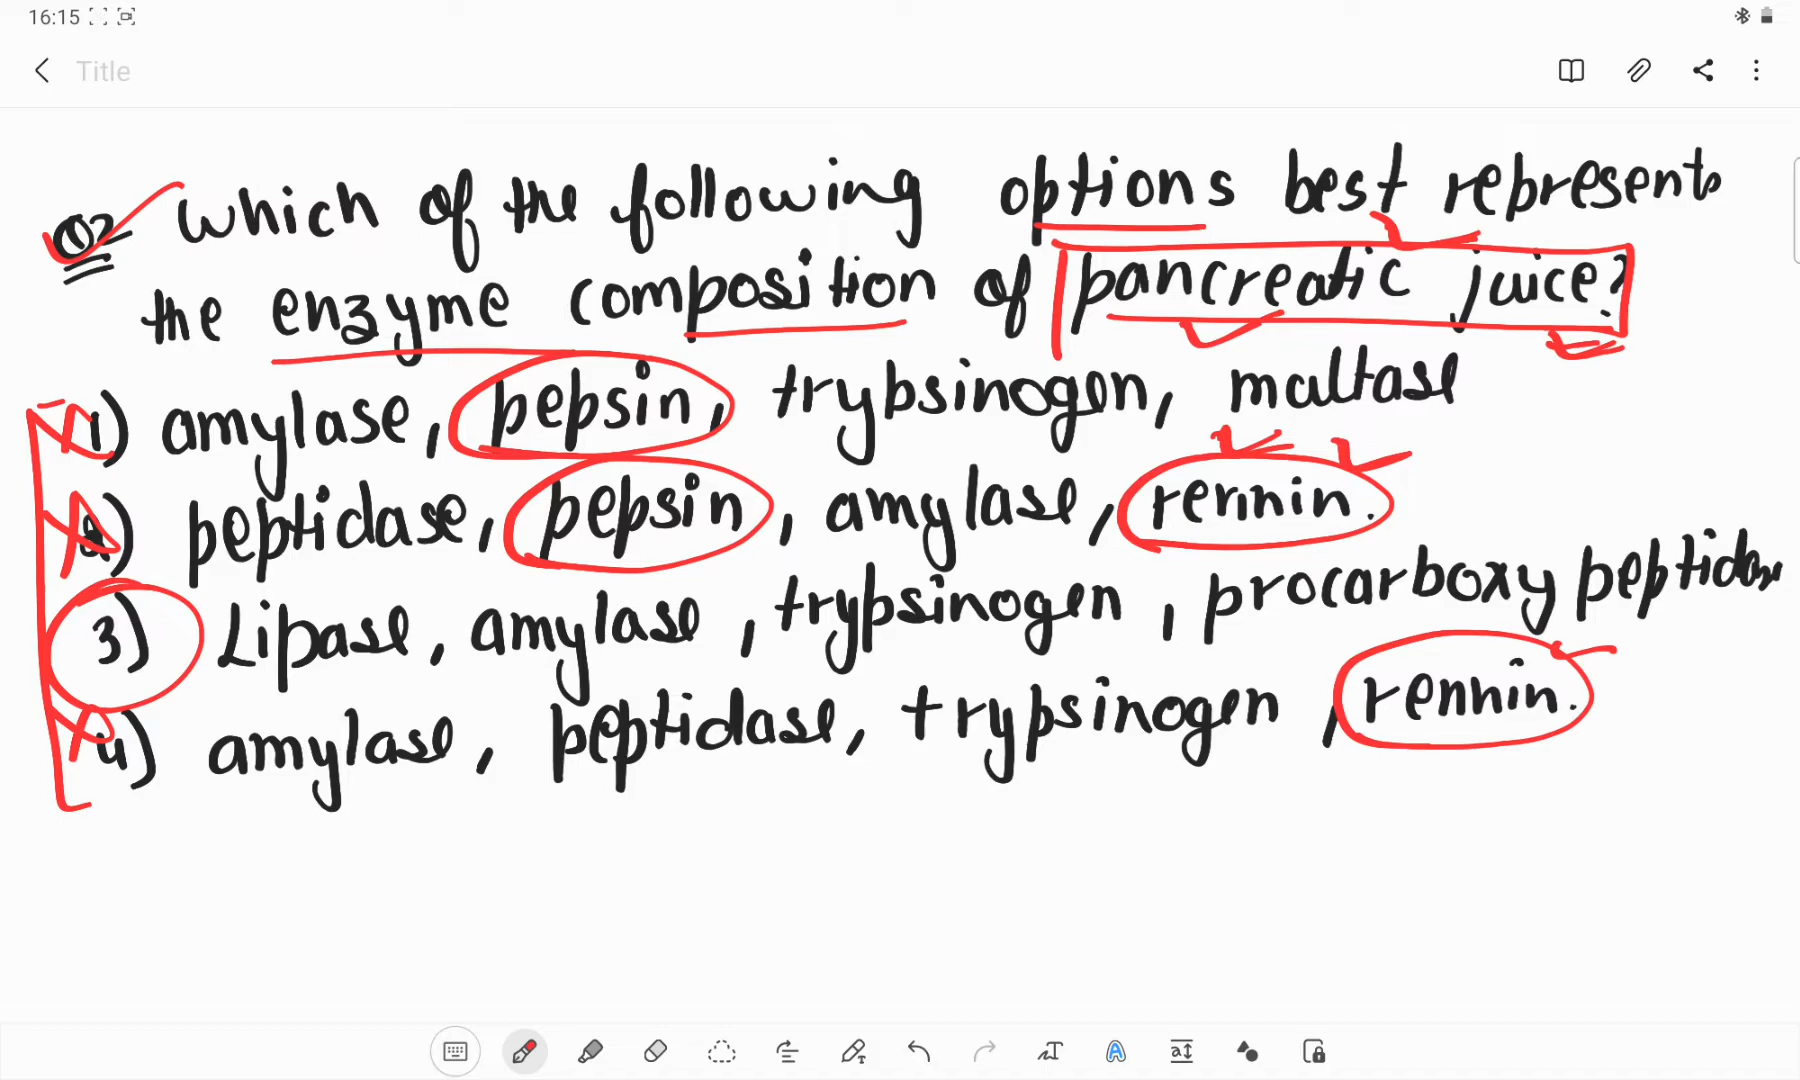 16:15
Title
Q2 which of the following options best represents
the enzyme composition of pancreatic juice?
1) amylase, pepsin, trypsinogen, maltase
2) peptidase, pepsin, amylase, rennin.
3) Lipase, amylase, trypsinogen, procarboxy peptidase
4) amylase, peptidase, trypsinogen, rennin.